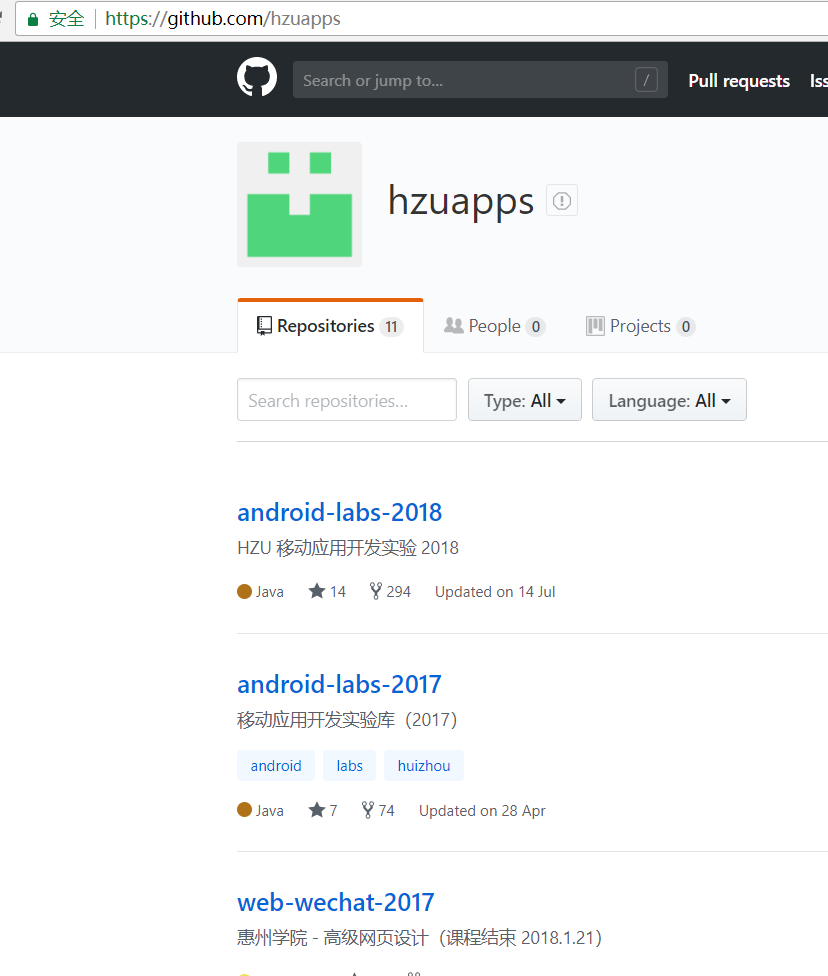 安全 https://github.com/hzuapps
Search or jump to... / Pull requests Iss
hzuapps
Repositories 11 People 0 Projects 0
Search repositories... Type: All Language: All
android-labs-2018
HZU 移动应用开发实验 2018
Java 14 294 Updated on 14 Jul
android-labs-2017
移动应用开发实验库（2017）
android labs huizhou
Java 7 74 Updated on 28 Apr
web-wechat-2017
惠州学院 - 高级网页设计（课程结束 2018.1.21）